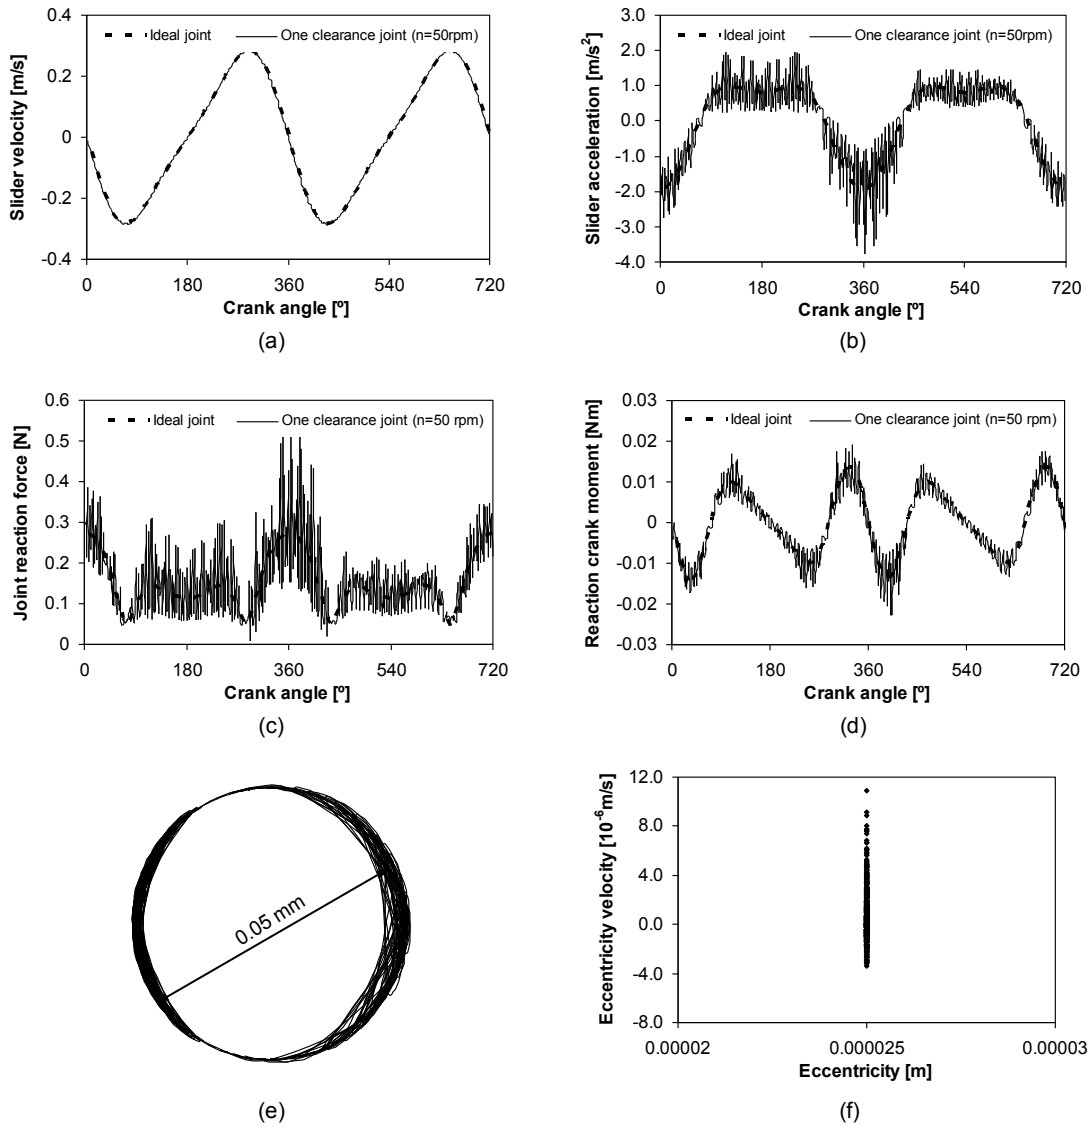 Slider velocity [m/s]
0.4
0.2
0
-0.2
-0.4
Ideal joint
One clearance joint (n=50rpm)
0 180 360 540 720
Crank angle [º]
(a)
Slider acceleration [m/s²]
3.0
2.0
1.0
0.0
-1.0
-2.0
-3.0
-4.0
Ideal joint
One clearance joint (n=50rpm)
0 180 360 540 720
Crank angle [º]
(b)
Joint reaction force [N]
0.6
0.5
0.4
0.3
0.2
0.1
0
Ideal joint
One clearance joint (n=50 rpm)
0 180 360 540 720
Crank angle [º]
(c)
Reaction crank moment [Nm]
0.03
0.02
0.01
0
-0.01
-0.02
-0.03
Ideal joint
One clearance joint (n=50 rpm)
0 180 360 540 720
Crank angle [º]
(d)
0.05 mm
(e)
Eccentricity velocity [10⁻⁶m/s]
12.0
8.0
4.0
0.0
-4.0
-8.0
0.00002 0.000025 0.00003
Eccentricity [m]
(f)